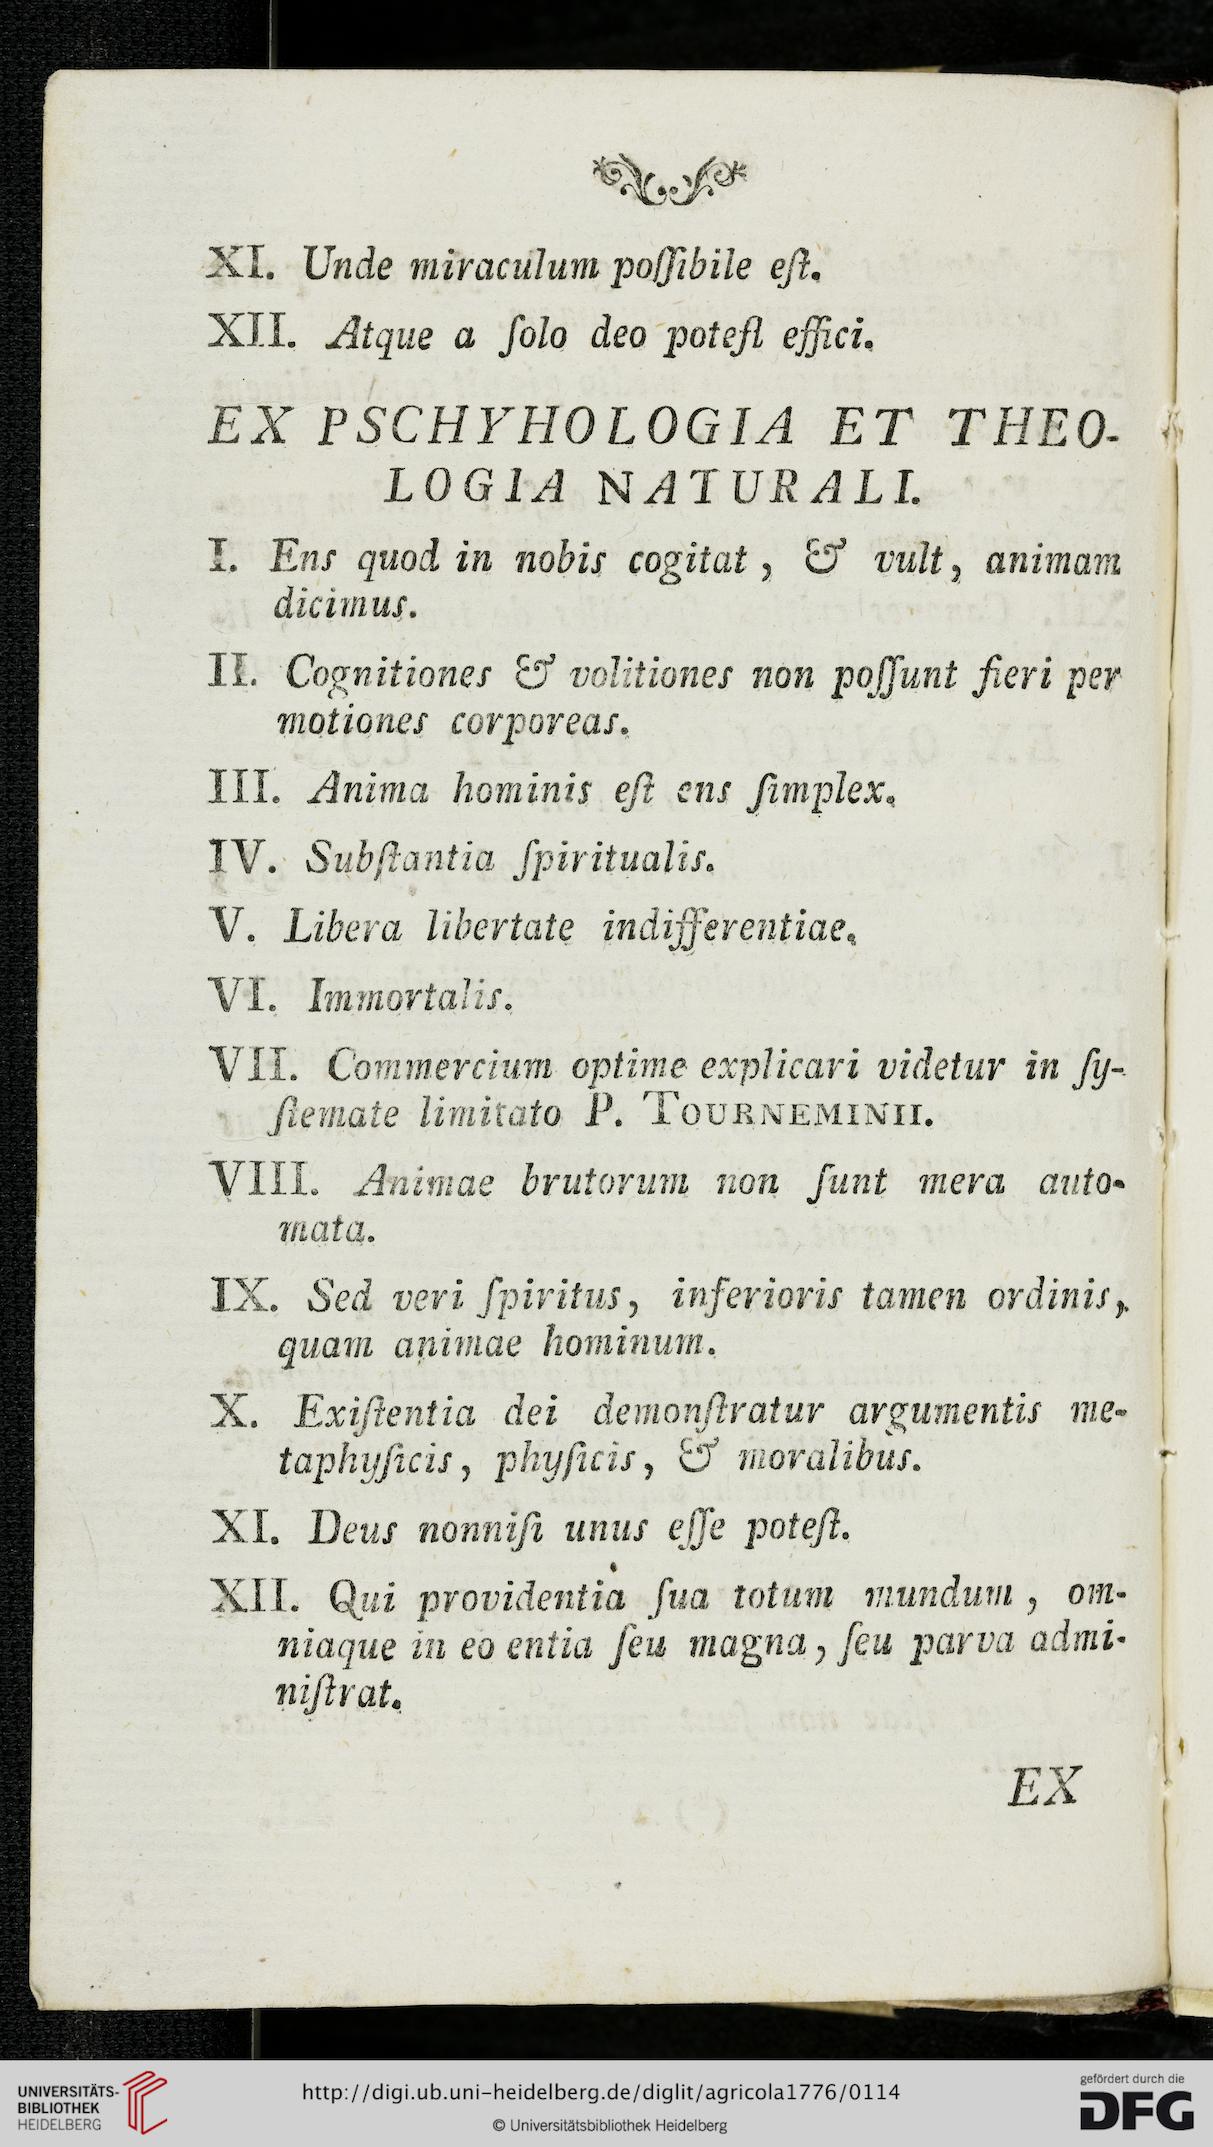 XI. Unde miraculum poſſibile eſt.
XII. Atque a ſolo deo poteſt effici.
EX PSCHYHOLOGIA ET THEO-
LOGIA NATURALI.
I. Ens quod in nobis cogitat, & vult, animam
dicimus.
II. Cognitiones & volitiones non poſſunt fieri per
motiones corporeas.
III. Anima hominis eſt ens ſimplex.
IV. Subſtantia ſpiritualis.
V. Libera libertate indifferentiae.
VI. Immortalis.
VII. Commercium optime explicari videtur in ſy-
ſtemate limitato P. TOURNEMINII.
VIII. Animae brutorum non ſunt mera auto-
mata.
IX. Sed veri ſpiritus, inferioris tamen ordinis,
quam animae hominum.
X. Exiſtentia dei demonſtratur argumentis me-
taphyſicis, phyſicis, & moralibus.
XI. Deus nonniſi unus eſſe poteſt.
XII. Qui providentia ſua totum mundum, om-
niaque in eo entia ſeu magna, ſeu parva admi-
niſtrat.
EX
UNIVERSITÄTS-
BIBLIOTHEK
HEIDELBERG
http://digi.ub.uni-heidelberg.de/diglit/agricola1776/0114
© Universitätsbibliothek Heidelberg
gefördert durch die
DFG